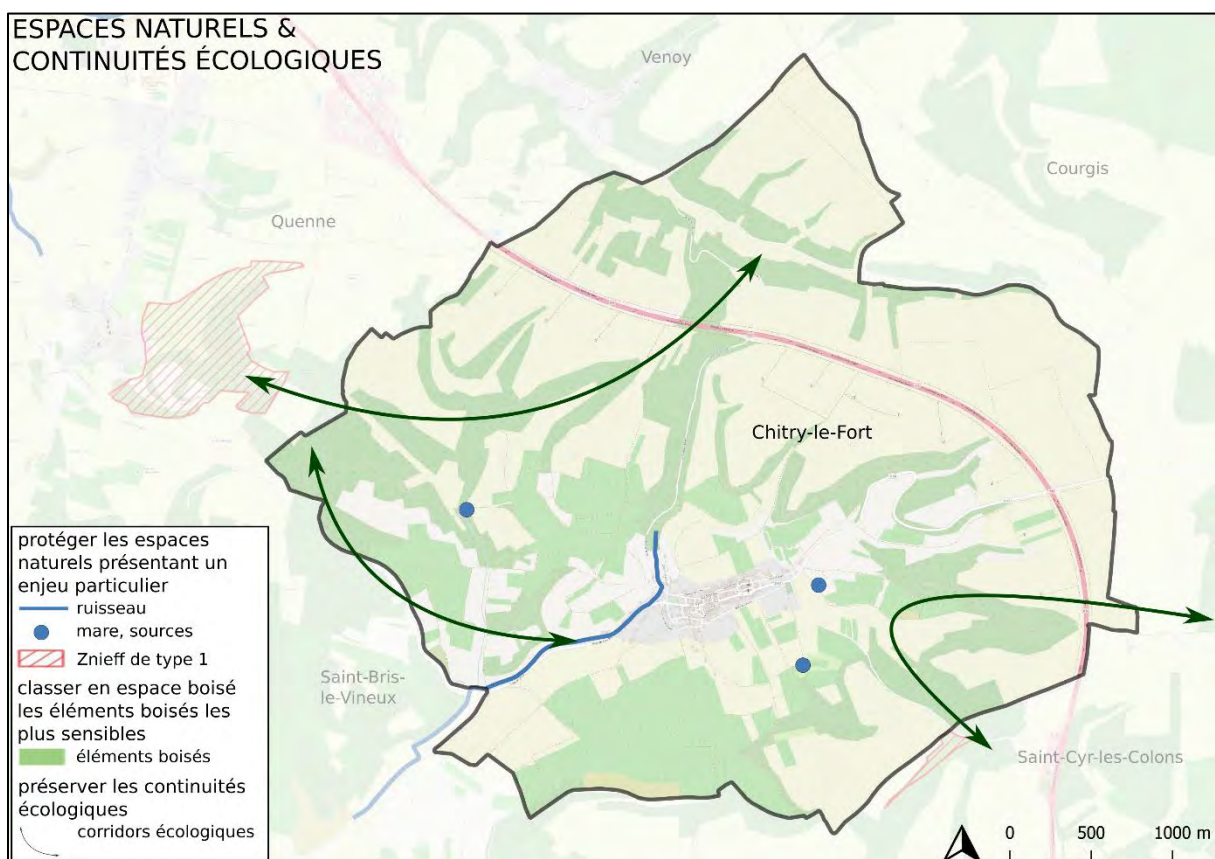 ESPACES NATURELS &
CONTINUITÉS ÉCOLOGIQUES
Venoy
Courgis
Quenne
Chitry-le-Fort
Saint-Bris-
le-Vineux
Saint-Cyr-les-Colons
protéger les espaces
naturels présentant un
enjeu particulier
ruisseau
mare, sources
Znieff de type 1
classer en espace boisé
les éléments boisés les
plus sensibles
éléments boisés
préserver les continuités
écologiques
corridors écologiques
0 500 1000 m